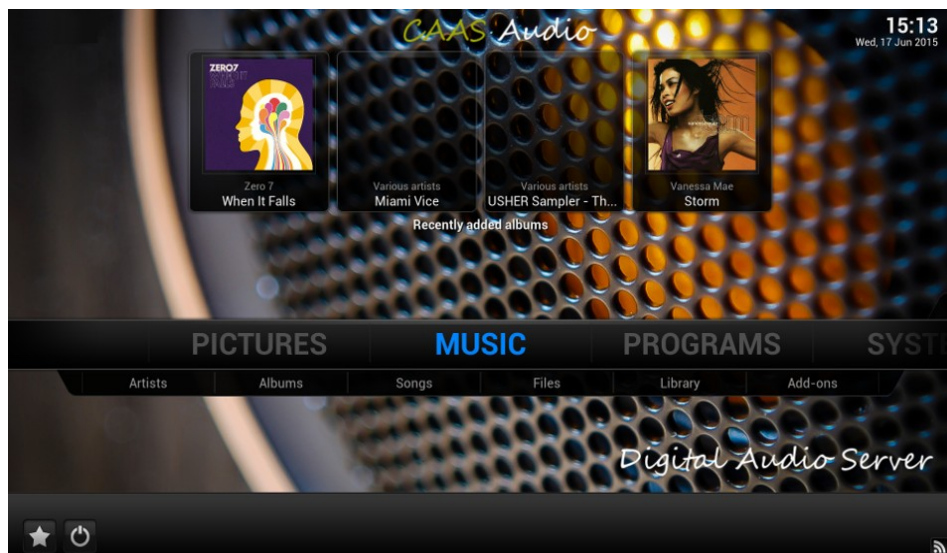 CAAS Audio
15:13
Wed, 17 Jun 2015
ZERO7
Zero 7
When It Falls
Various artists
Miami Vice
Various artists
USHER Sampler - Th...
Vanessa Mae
Storm
Recently added albums
PICTURES
MUSIC
PROGRAMS
SYST
Artists
Albums
Songs
Files
Library
Add-ons
Digital Audio Server